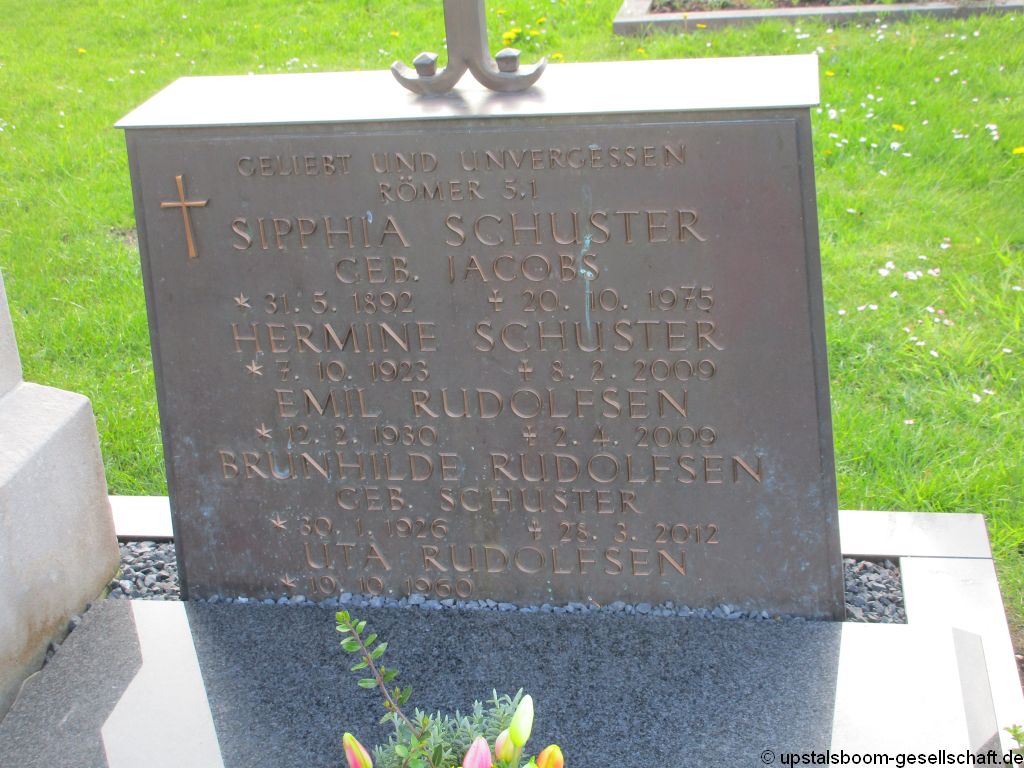 GELIEBT UND UNVERGESSEN
RÖMER 5.1
SIPPHIA SCHUSTER
GEB. JACOBS
* 31. 5. 1892 ✝ 20. 10. 1975
HERMINE SCHUSTER
* 7. 10. 1923 ✝ 8. 2. 2009
EMIL RUDOLFSEN
* 12. 2. 1930 ✝ 2. 4. 2009
BRUNHILDE RUDOLFSEN
GEB. SCHUSTER
* 30. 1. 1926 ✝ 28. 3. 2012
UTA RUDOLFSEN
* 19. 10. 1960
© upstalsboom-gesellschaft.de